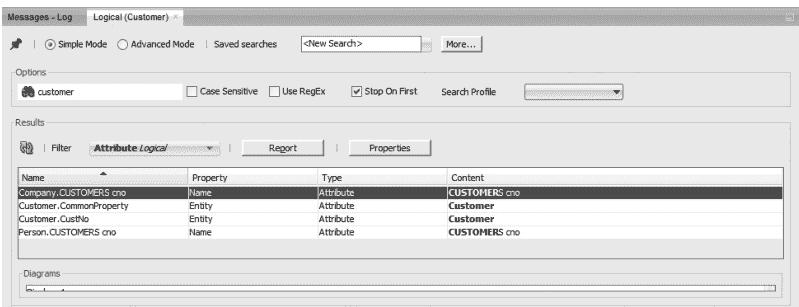 Messages - Log Logical (Customer) ×
Simple Mode Advanced Mode Saved searches <New Search> More...
Options
customer Case Sensitive Use RegEx Stop On First Search Profile
Results
Filter Attribute Logical Report Properties
Name Property Type Content
Company.CUSTOMERS cno Name Attribute CUSTOMERS cno
Customer.CommonProperty Entity Attribute Customer
Customer.CustNo Entity Attribute Customer
Person.CUSTOMERS cno Name Attribute CUSTOMERS cno
Diagrams